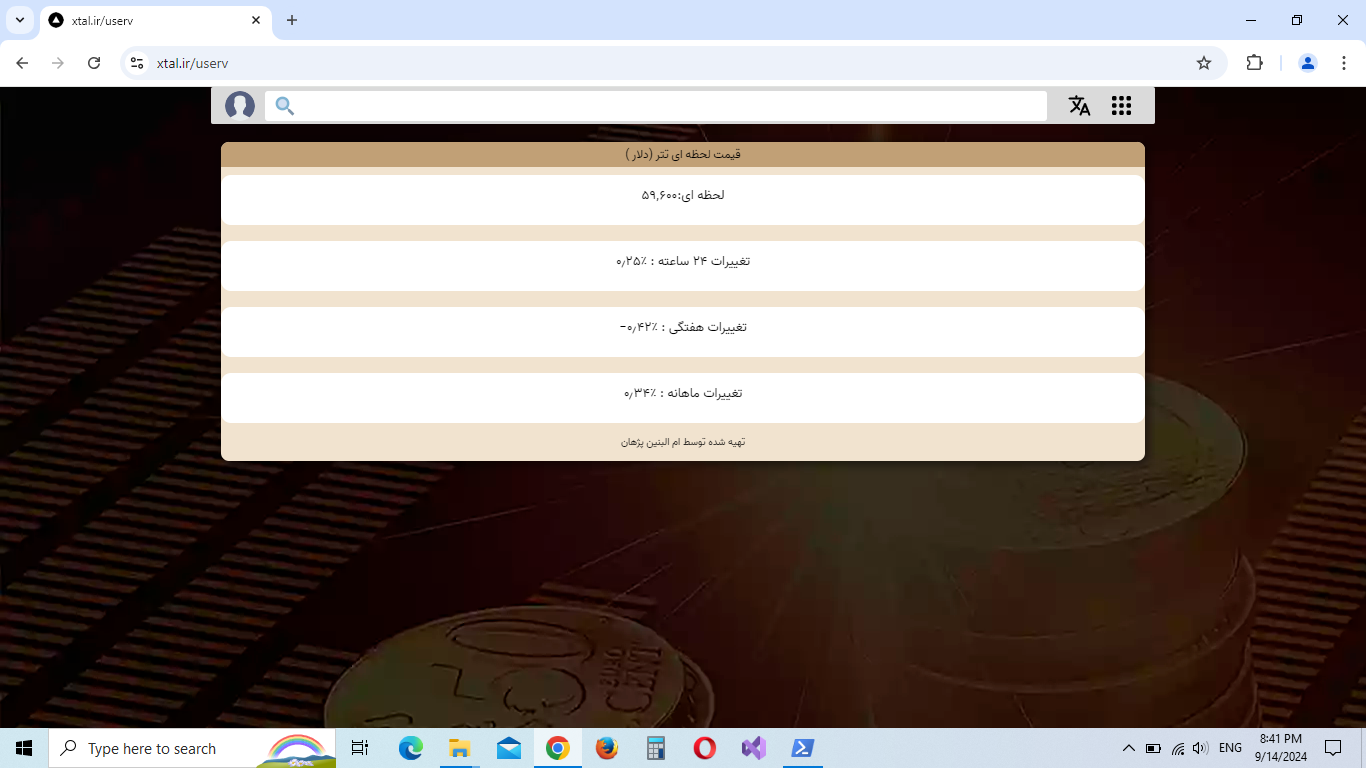 xtal.ir/userv
xtal.ir/userv
قیمت لحظه ای تتر (دلار )
لحظه ای:۵۹,۶۰۰
تغییرات ۲۴ ساعته : ۰٫۲۵٪
تغییرات هفتگی : ۰٫۴۲٪-
تغییرات ماهانه : ۰٫۳۴٪
تهیه شده توسط ام البنین پژهان
Type here to search
ENG
8:41 PM
9/14/2024